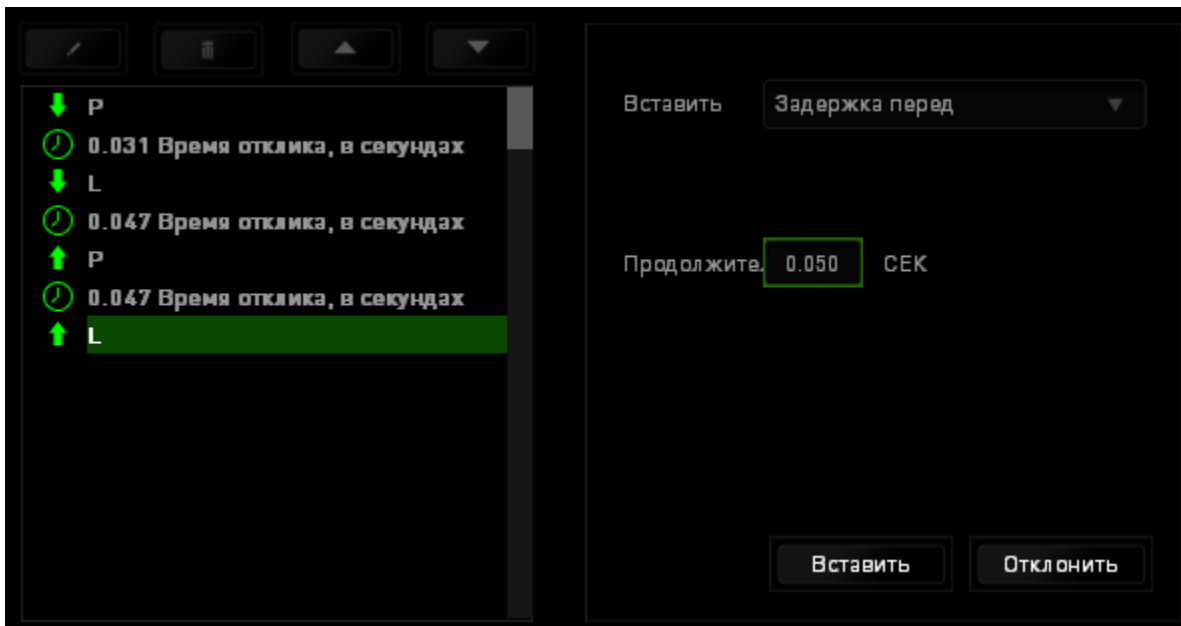 P
0.031 Время отклика, в секундах
L
0.047 Время отклика, в секундах
P
0.047 Время отклика, в секундах
L
Вставить Задержка перед
Продолжите. 0.050 СЕК
Вставить Отклонить